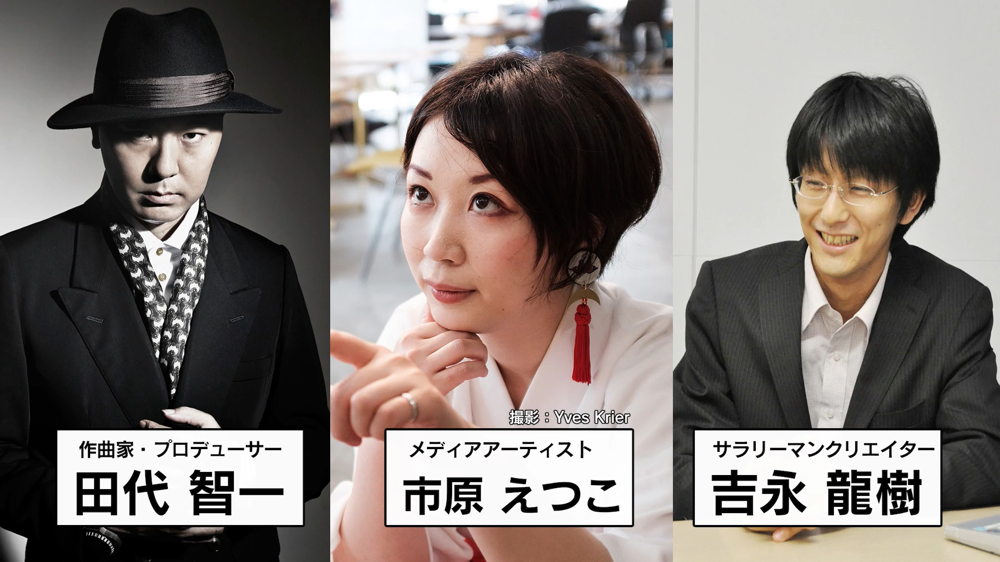 作曲家・プロデューサー
田代 智一
撮影：Yves Krier
メディアアーティスト
市原 えつこ
サラリーマンクリエイター
吉永 龍樹